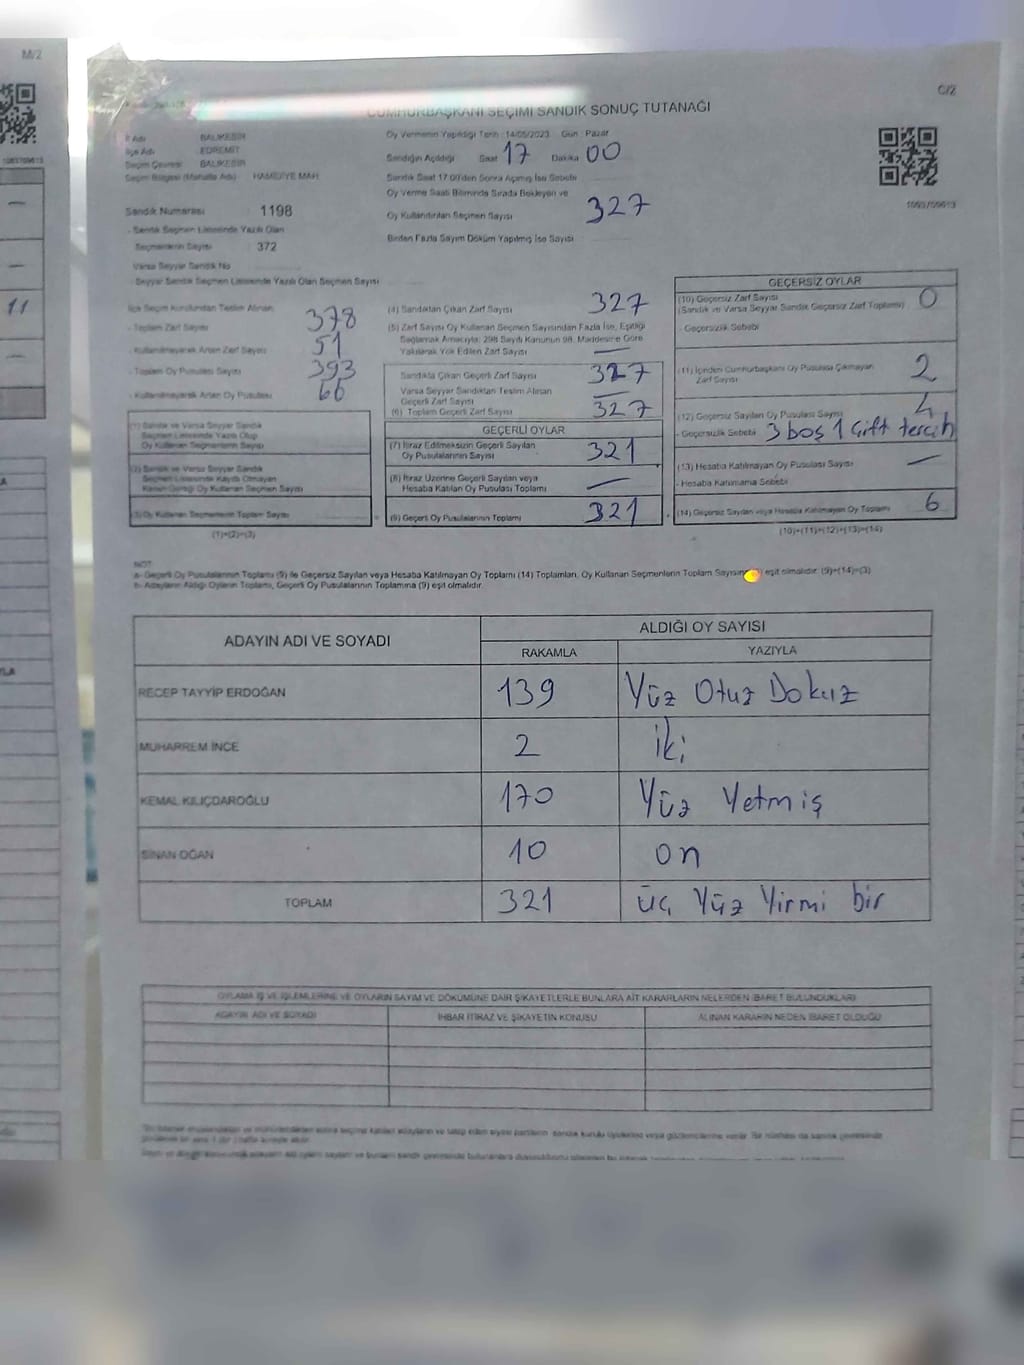 M/2
C/2
CUMHURBAŞKANI SEÇİMİ SANDIK SONUÇ TUTANAĞI
İl Adı BALIKESİR
İlçe Adı EDREMİT
Seçim Çevresi BALIKESİR
Seçim Bölgesi (Mahalle Adı) HAMİDİYE MAH.
Sandık Numarası 1198
- Sandık Seçmen Listesinde Yazılı Olan
Seçmenlerin Sayısı 372
Varsa Seyyar Sandık No
- Seyyar Sandık Seçmen Listesinde Yazılı Olan Seçmen Sayısı
Oy Vermenin Yapıldığı Tarih : 14/05/2023 Gün : Pazar
Sandığın Açıldığı Saat 17 Dakika 00
Sandık Saat 17.00'den Sonra Açılmış İse Sebebi
Oy Verme Saati Bitiminde Sırada Bekleyen ve
Oy Kullandırılan Seçmen Sayısı 327
Birden Fazla Sayım Döküm Yapılmış İse Sayısı
İlçe Seçim Kurulundan Teslim Alınan
- Toplam Zarf Sayısı 378
- Kullanılmayarak Artan Zarf Sayısı 51
- Toplam Oy Pusulası Sayısı 393
- Kullanılmayarak Artan Oy Pusulası 66
(1) Sandık ve Varsa Seyyar Sandık
Seçmen Listesinde Yazılı Olup
Oy Kullanan Seçmenlerin Sayısı
(2) Sandık ve Varsa Seyyar Sandık
Seçmen Listesinde Kayıtlı Olmayan
Kanun Gereği Oy Kullanan Seçmen Sayısı
(3) Oy Kullanan Seçmenlerin Toplam Sayısı
(1)+(2)=(3)
(4) Sandıktan Çıkan Zarf Sayısı 327
(5) Zarf Sayısı Oy Kullanan Seçmen Sayısından Fazla İse, Eşitliği
Sağlamak Amacıyla; 298 Sayılı Kanunun 98. Maddesine Göre
Yakılarak Yok Edilen Zarf Sayısı —
Sandıkta Çıkan Geçerli Zarf Sayısı 327
Varsa Seyyar Sandıktan Teslim Alınan
Geçerli Zarf Sayısı —
(6) Toplam Geçerli Zarf Sayısı 327
GEÇERLİ OYLAR
(7) İtiraz Edilmeksizin Geçerli Sayılan
Oy Pusulalarının Sayısı 321
(8) İtiraz Üzerine Geçerli Sayılan veya
Hesaba Katılan Oy Pusulası Toplamı —
(9) Geçerli Oy Pusulalarının Toplamı 321
GEÇERSİZ OYLAR
(10) Geçersiz Zarf Sayısı 0
(Sandık ve Varsa Seyyar Sandık Geçersiz Zarf Toplamı)
- Geçersizlik Sebebi
(11) İçinden Cumhurbaşkanı Oy Pusulası Çıkmayan
Zarf Sayısı 2
(12) Geçersiz Sayılan Oy Pusulası Sayısı 4
- Geçersizlik Sebebi 3 boş 1 Çift tercih
(13) Hesaba Katılmayan Oy Pusulası Sayısı —
- Hesaba Katılmama Sebebi
(14) Geçersiz Sayılan veya Hesaba Katılmayan Oy Toplamı 6
(10)+(11)+(12)+(13)=(14)
NOT
a- Geçerli Oy Pusulalarının Toplamı (9) ile Geçersiz Sayılan veya Hesaba Katılmayan Oy Toplamı (14) Toplamları, Oy Kullanan Seçmenlerin Toplam Sayısına eşit olmalıdır. (9)+(14)=(3)
b- Adayların Aldığı Oyların Toplamı, Geçerli Oy Pusulalarının Toplamına (9) eşit olmalıdır.
ADAYIN ADI VE SOYADI ALDIĞI OY SAYISI
RAKAMLA YAZIYLA
RECEP TAYYİP ERDOĞAN 139 Yüz Otuz Dokuz
MUHARREM İNCE 2 iki
KEMAL KILIÇDAROĞLU 170 Yüz Yetmiş
SİNAN OĞAN 10 on
TOPLAM 321 üç Yüz Yirmi bir
OYLAMA İŞ VE İŞLEMLERİNE VE OYLARIN SAYIM VE DÖKÜMÜNE DAİR ŞİKAYETLERLE BUNLARA AİT KARARLARIN NELERDEN İBARET BULUNDUKLARI
ADAYIN ADI VE SOYADI İHBAR İTİRAZ VE ŞİKAYETİN KONUSU ALINAN KARARIN NEDEN İBARET OLDUĞU
11